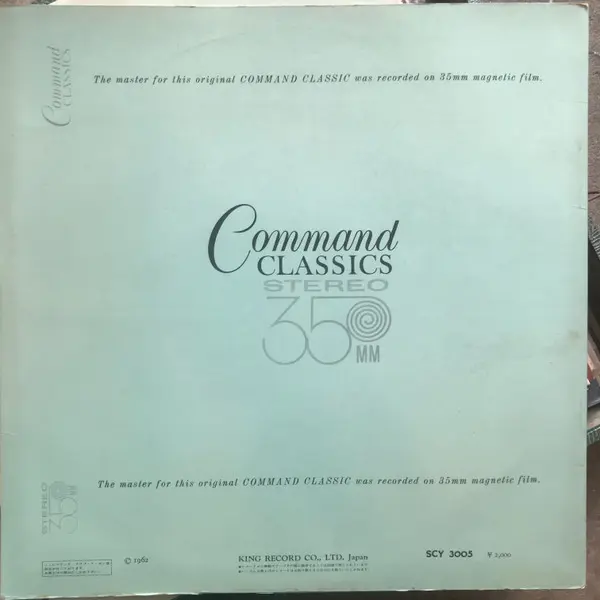 Command
CLASSICS
The master for this original COMMAND CLASSIC was recorded on 35mm magnetic film.
Command
CLASSICS
STEREO
35
MM
The master for this original COMMAND CLASSIC was recorded on 35mm magnetic film.
STEREO
35
MM
© 1962
KING RECORD CO., LTD. Japan
SCY 3005 ¥ 2,000